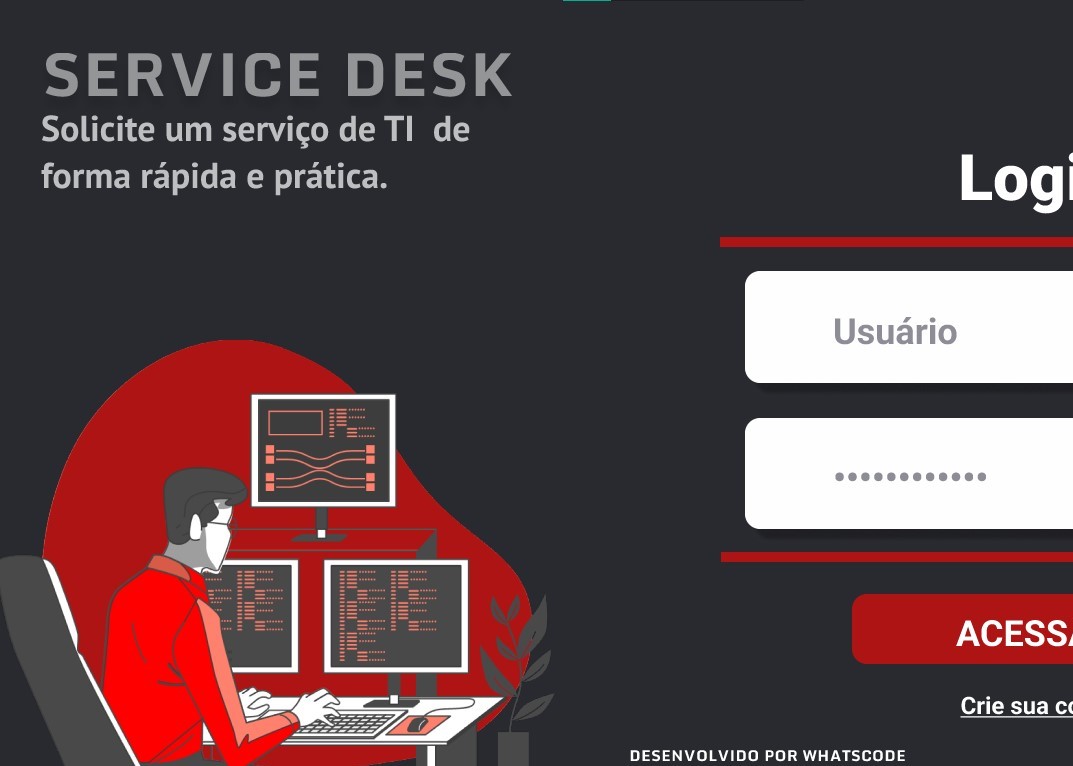 SERVICE DESK
Solicite um serviço de TI de
forma rápida e prática.
Logi
Usuário
••••••••••••
ACESSA
Crie sua co
DESENVOLVIDO POR WHATSCODE